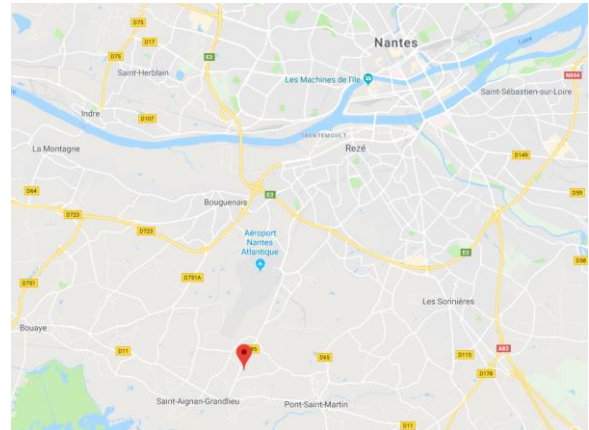 D75
D17
Nantes
D75
E3
Saint-Herblain
Les Machines de l'île
N844
Saint-Sébastien-sur-Loire
Loire
Indre
D107
TRENTEMOULT
Rezé
La Montagne
D149
D64
D59
E3
Bouguenais
D723
D723
Aéroport
Nantes
Atlantique
E3
D58
D751A
D751
Les Sorinières
Bouaye
D11
D65
D115
A83
D178
Saint-Aignan-Grandlieu
Pont-Saint-Martin
D11